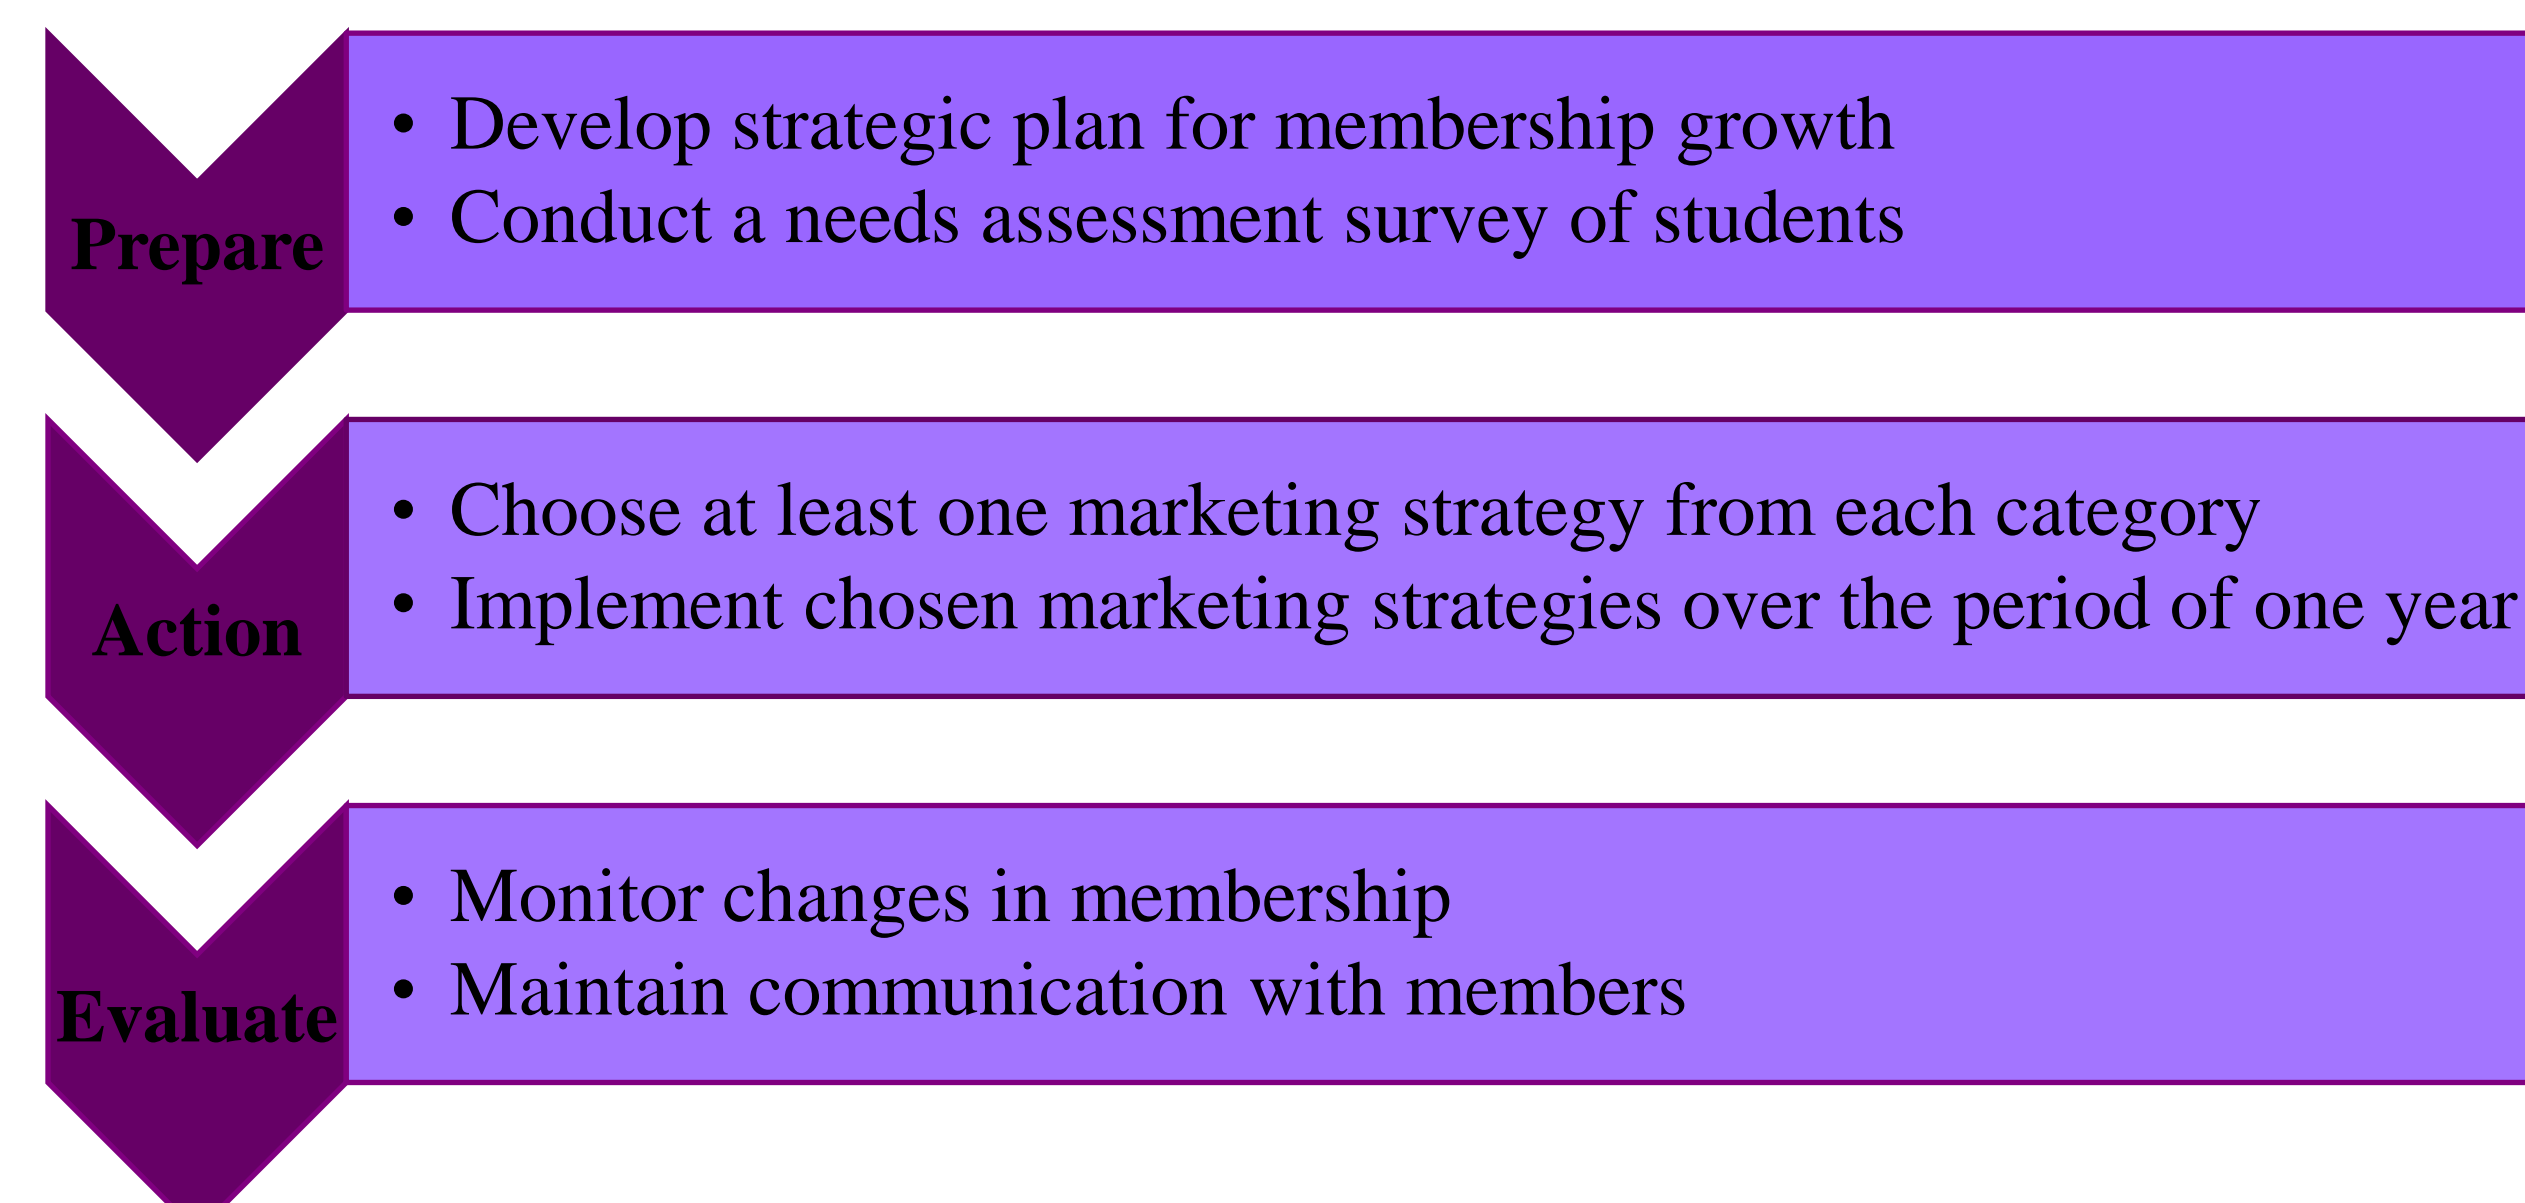 Prepare
• Develop strategic plan for membership growth
• Conduct a needs assessment survey of students
Action
• Choose at least one marketing strategy from each category
• Implement chosen marketing strategies over the period of one year
Evaluate
• Monitor changes in membership
• Maintain communication with members